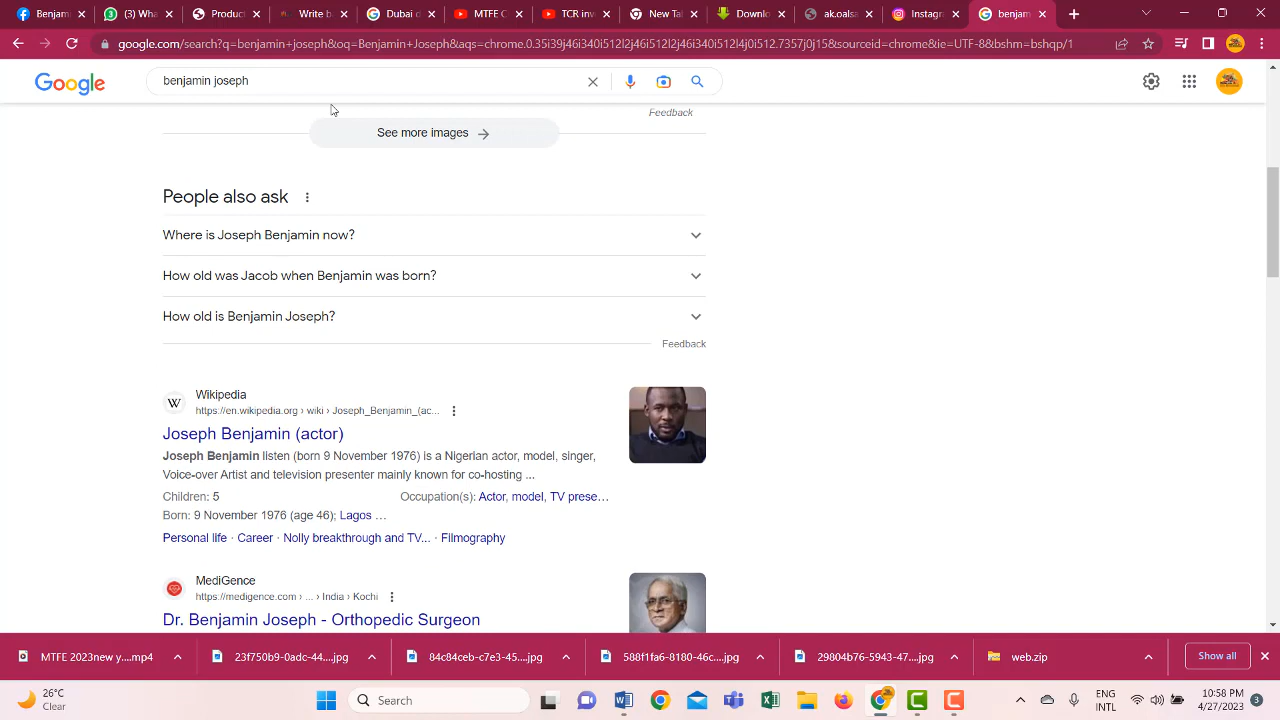 Benjam
(3) Wha
Product
Write b
Dubai d
MTFE C
TCR inv
New Tal
Downlo
ak.oalsa
Instagra
benjam
google.com/search?q=benjamin+joseph&oq=Benjamin+Joseph&aqs=chrome.0.35i39j46i340i512l2j46i340i512l4j0i512.7357j0j15&sourceid=chrome&ie=UTF-8&bshm=bshqp/1
Google
benjamin joseph
Feedback
See more images
People also ask
Where is Joseph Benjamin now?
How old was Jacob when Benjamin was born?
How old is Benjamin Joseph?
Feedback
Wikipedia
https://en.wikipedia.org › wiki › Joseph_Benjamin_(ac...
Joseph Benjamin (actor)
Joseph Benjamin listen (born 9 November 1976) is a Nigerian actor, model, singer,
Voice-over Artist and television presenter mainly known for co-hosting ...
Children: 5
Occupation(s): Actor, model, TV prese…
Born: 9 November 1976 (age 46); Lagos …
Personal life · Career · Nolly breakthrough and TV... · Filmography
MediGence
https://medigence.com › ... › India › Kochi
Dr. Benjamin Joseph - Orthopedic Surgeon
MTFE 2023new y....mp4
23f750b9-0adc-44....jpg
84c84ceb-c7e3-45....jpg
588f1fa6-8180-46c....jpg
29804b76-5943-47....jpg
web.zip
Show all
26°C
Clear
Search
ENG
INTL
10:58 PM
4/27/2023
3